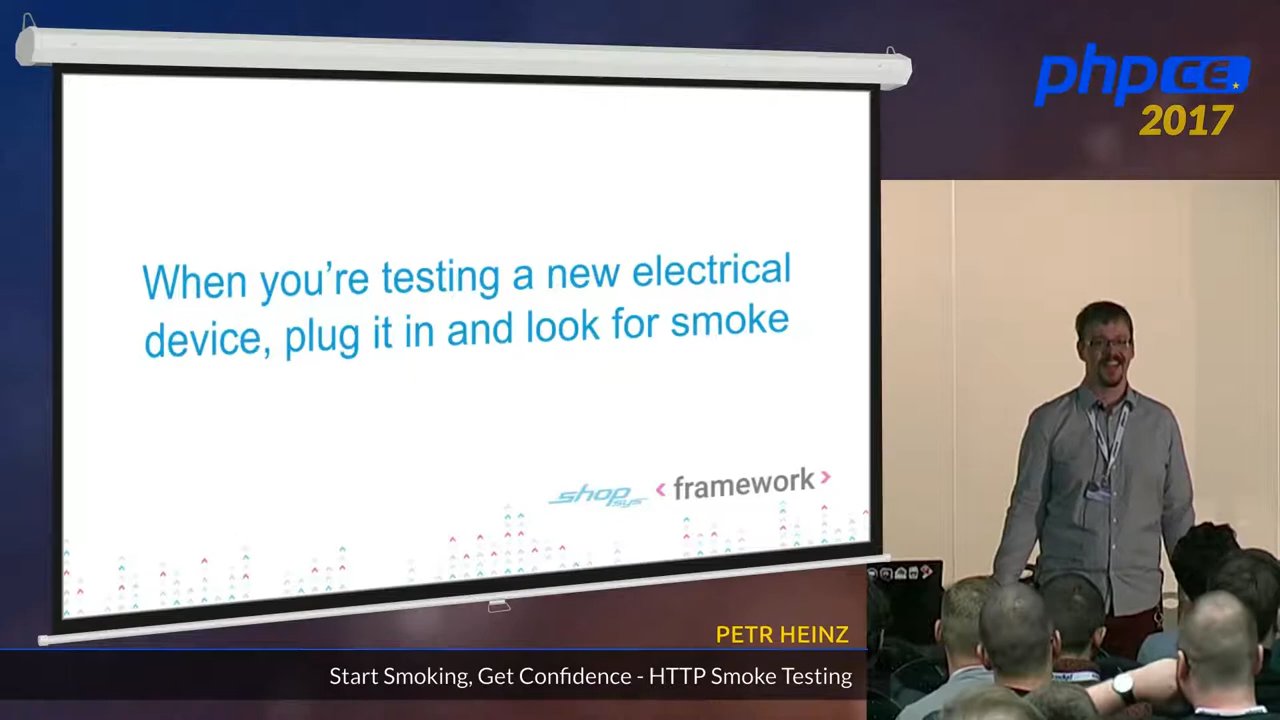 phpCE
2017
When you're testing a new electrical
device, plug it in and look for smoke
shop
sys
<framework>
PETR HEINZ
Start Smoking, Get Confidence - HTTP Smoke Testing